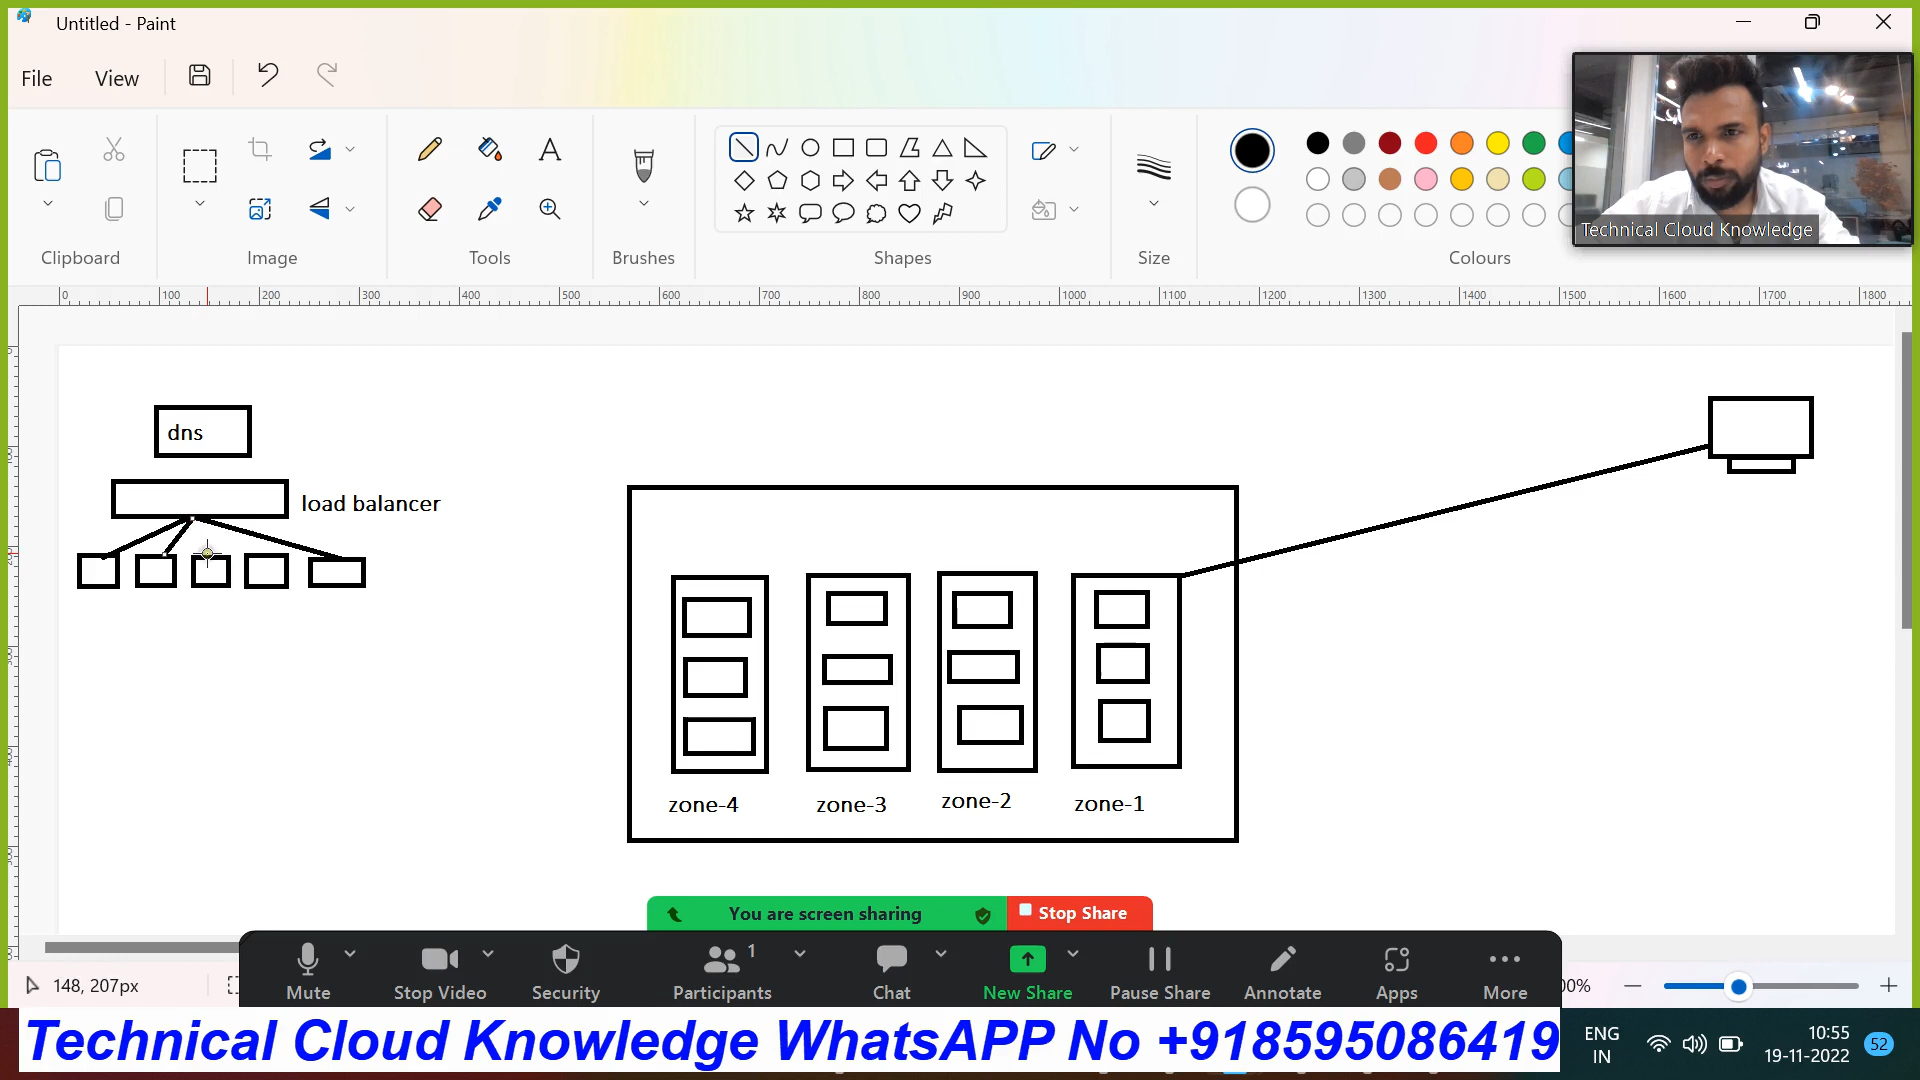 Untitled - Paint
File
View
Technical Cloud Knowledge
Clipboard
Image
Tools
Brushes
Shapes
Size
Colours
0 100 200 300 400 500 600 700 800 900 1000 1100 1200 1300 1400 1500 1600 1700 1800
dns
load balancer
zone-4
zone-3
zone-2
zone-1
You are screen sharing
Stop Share
1
148, 207px
Mute
Stop Video
Security
Participants
Chat
New Share
Pause Share
Annotate
Apps
More
Technical Cloud Knowledge WhatsAPP No +918595086419
ENG
IN
10:55
19-11-2022
52